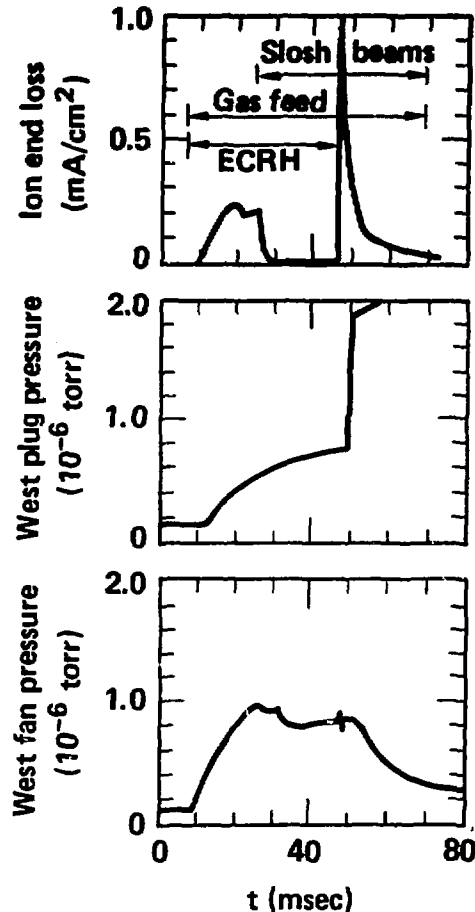 Ion end loss
(mA/cm²)
1.0
0.5
0
Slosh beams
Gas feed
ECRH
West plug pressure
(10⁻⁶ torr)
2.0
1.0
0
West fan pressure
(10⁻⁶ torr)
2.0
1.0
0
0 40 80
t (msec)